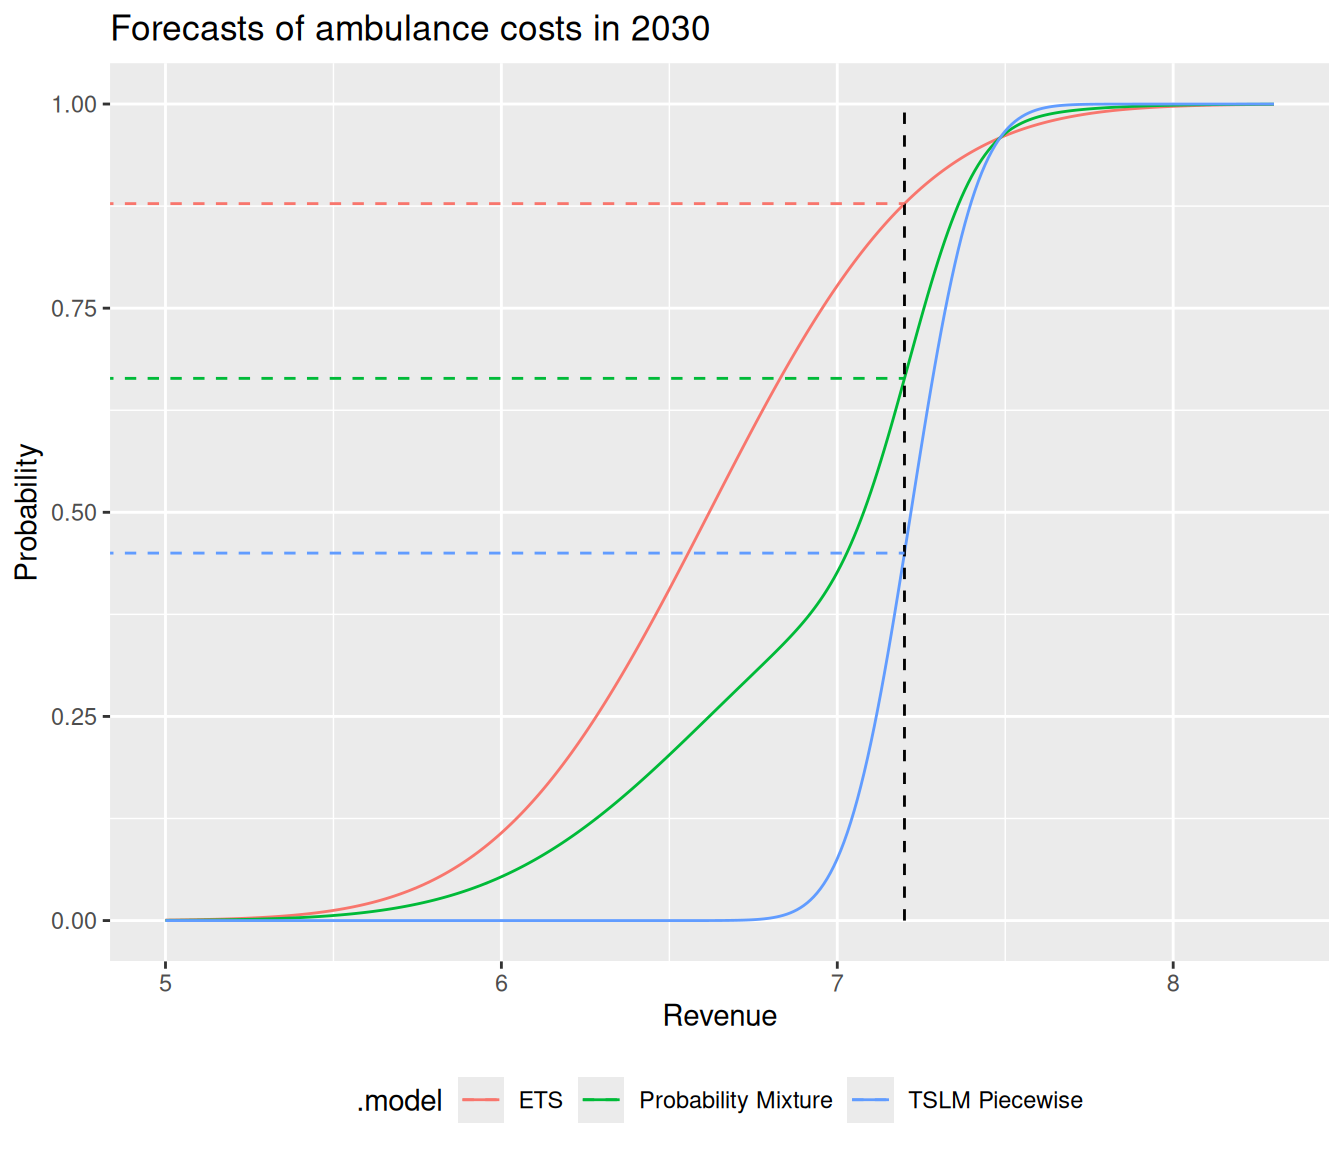 Forecasts of ambulance costs in 2030
1.00
0.75
0.50
0.25
0.00
Probability
5 6 7 8
Revenue
.model ETS Probability Mixture TSLM Piecewise